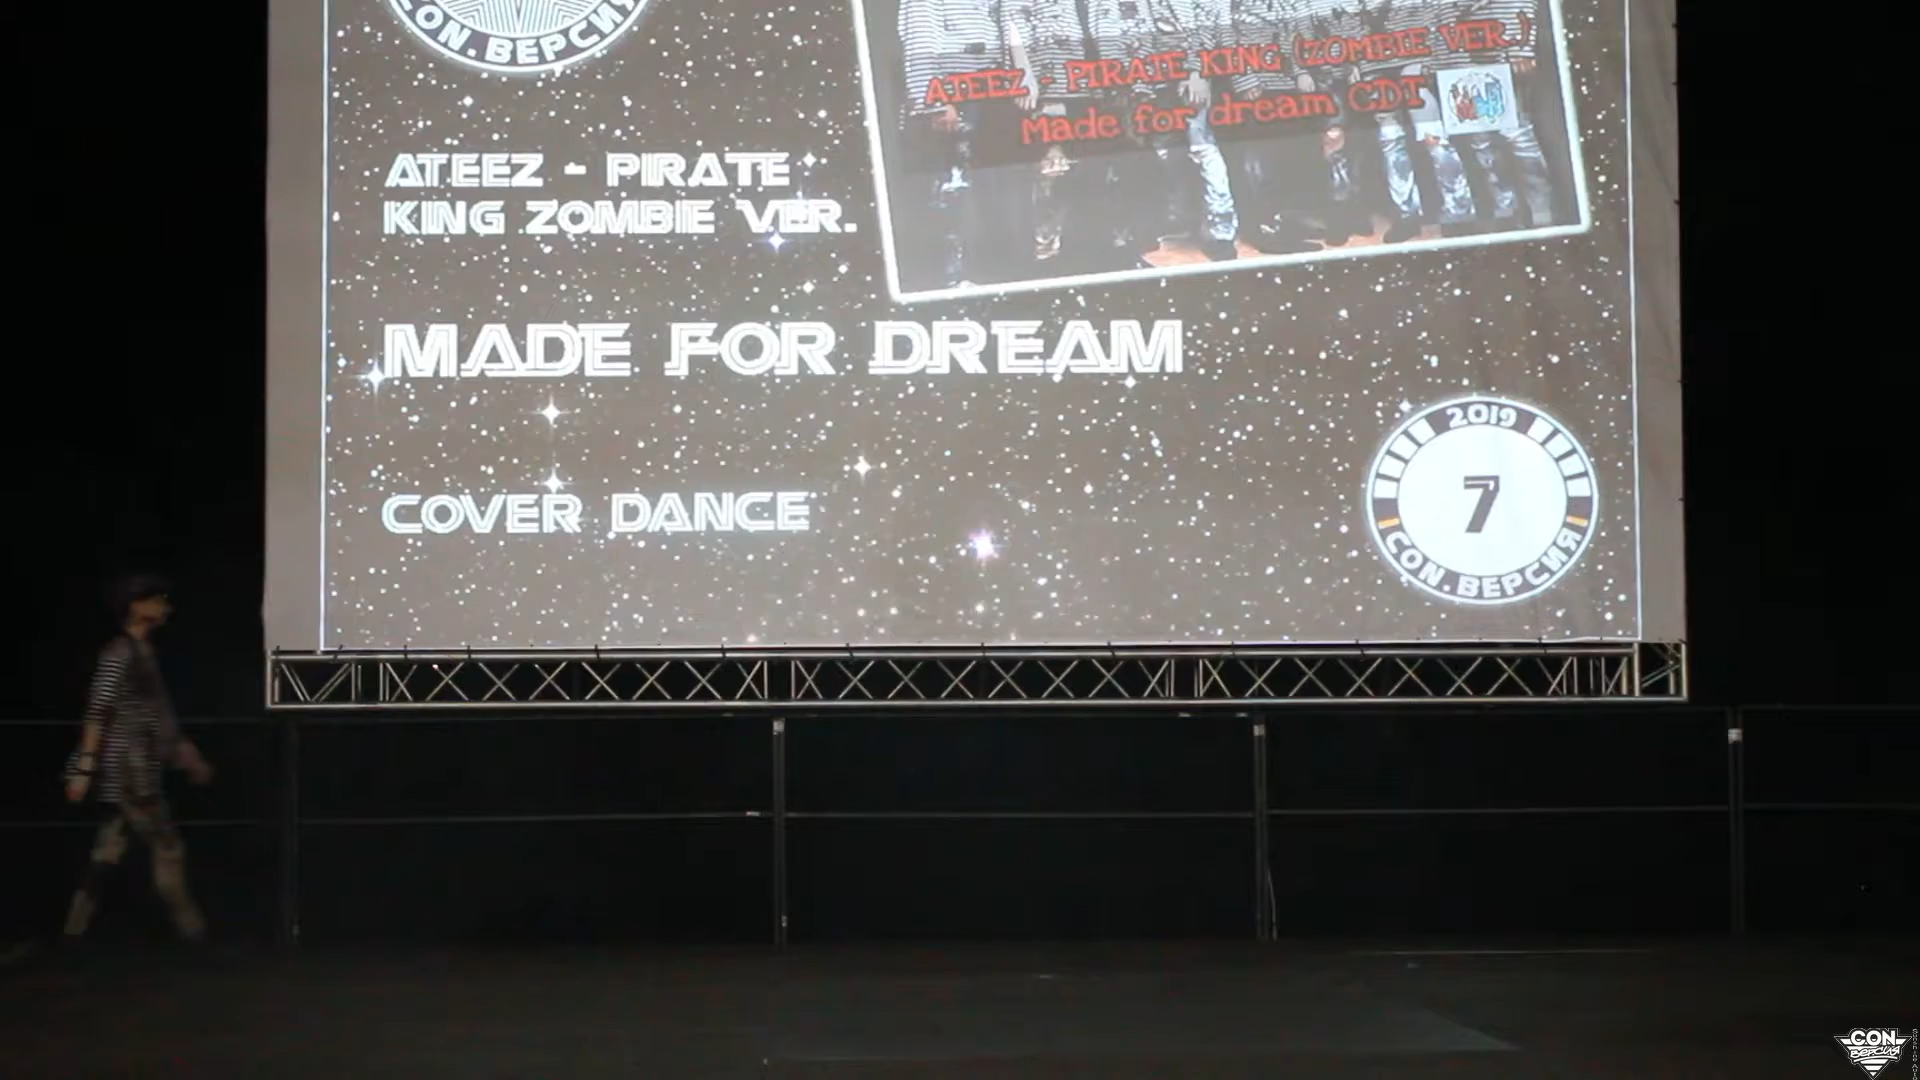 CON.ВЕРСИЯ
ATEEZ - PIRATE KING (ZOMBIE VER.)
Made for dream CDT
ATEEZ - PIRATE
KING ZOMBIE VER.
MADE FOR DREAM
COVER DANCE
2019
7
CON.ВЕРСИЯ
CON
ВЕРСИЯ